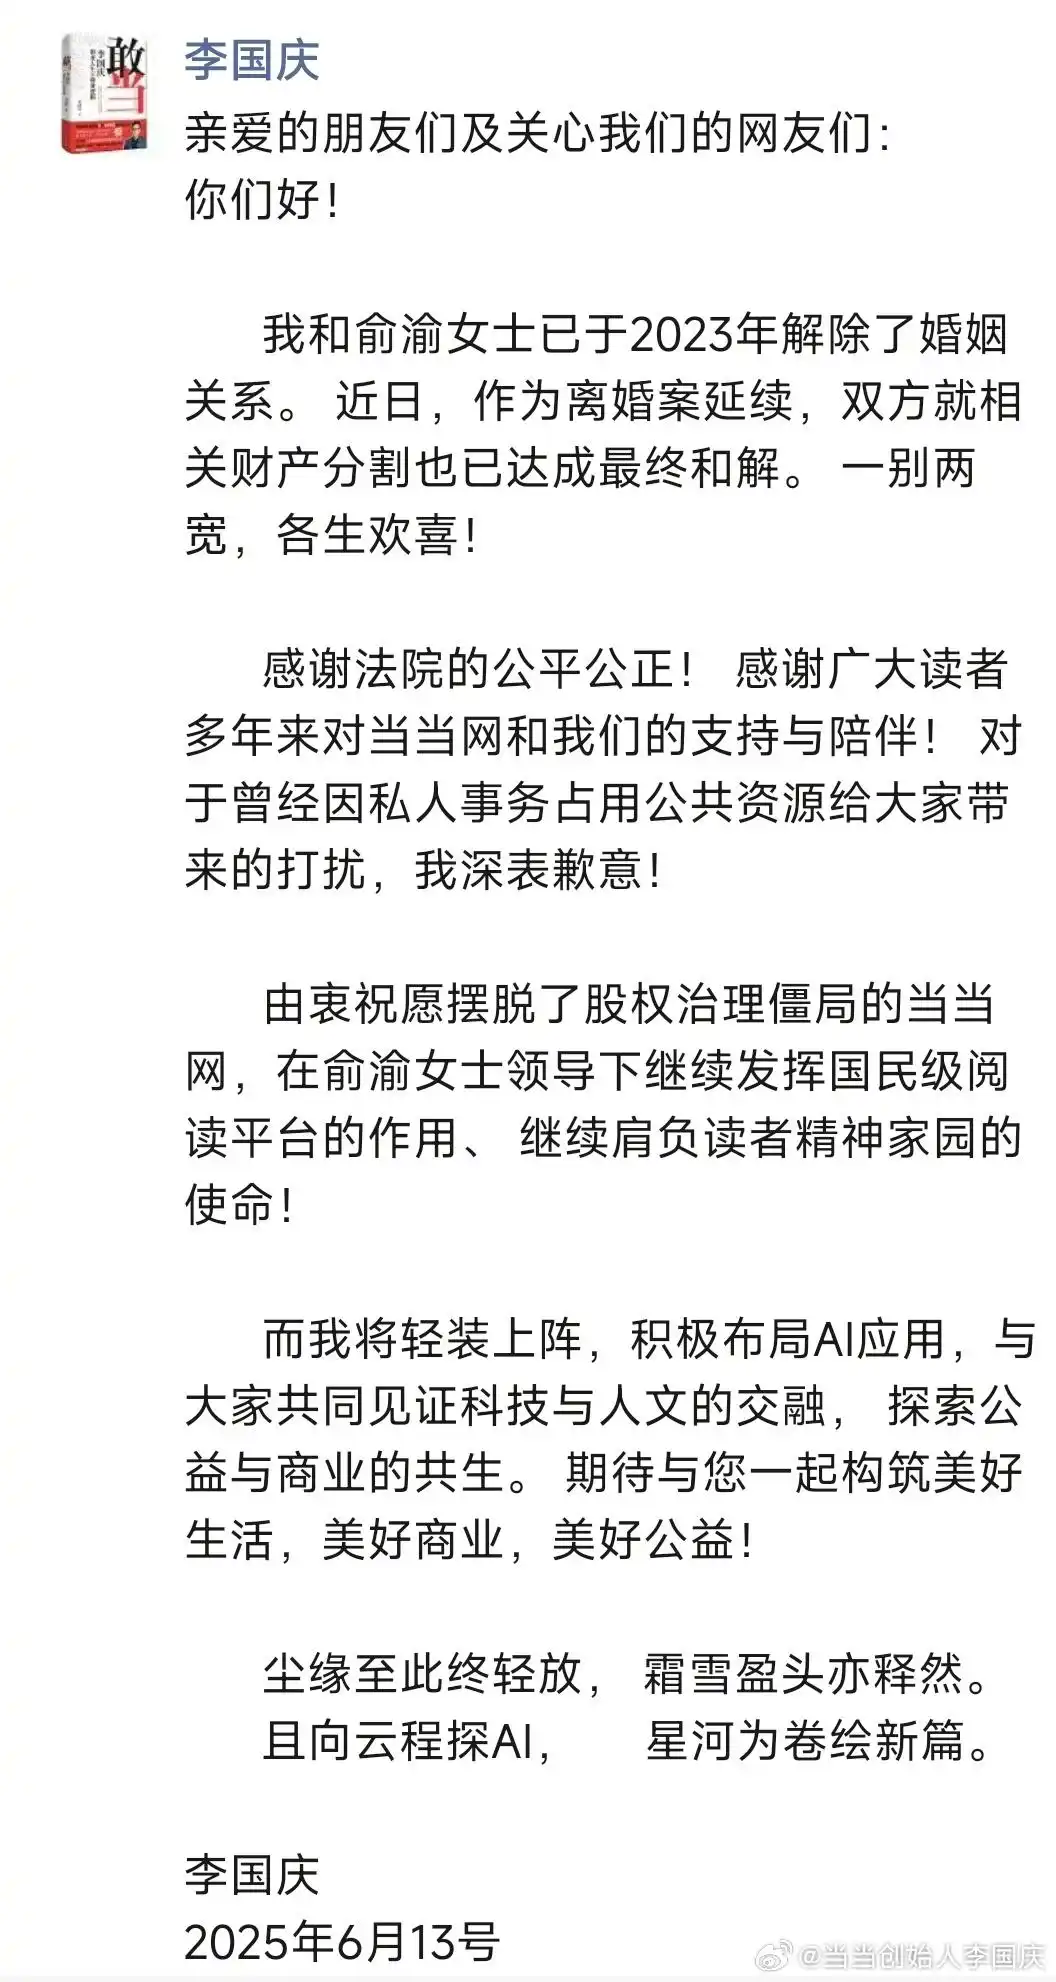 敢当
李国庆
李国庆
亲爱的朋友们及关心我们的网友们：
你们好！
我和俞渝女士已于2023年解除了婚姻
关系。 近日，作为离婚案延续，双方就相
关财产分割也已达成最终和解。 一别两
宽，各生欢喜！
感谢法院的公平公正！ 感谢广大读者
多年来对当当网和我们的支持与陪伴！ 对
于曾经因私人事务占用公共资源给大家带
来的打扰，我深表歉意！
由衷祝愿摆脱了股权治理僵局的当当
网，在俞渝女士领导下继续发挥国民级阅
读平台的作用、 继续肩负读者精神家园的
使命！
而我将轻装上阵，积极布局AI应用，与
大家共同见证科技与人文的交融， 探索公
益与商业的共生。 期待与您一起构筑美好
生活，美好商业，美好公益！
尘缘至此终轻放， 霜雪盈头亦释然。
且向云程探AI， 星河为卷绘新篇。
李国庆
2025年6月13号
@当当创始人李国庆